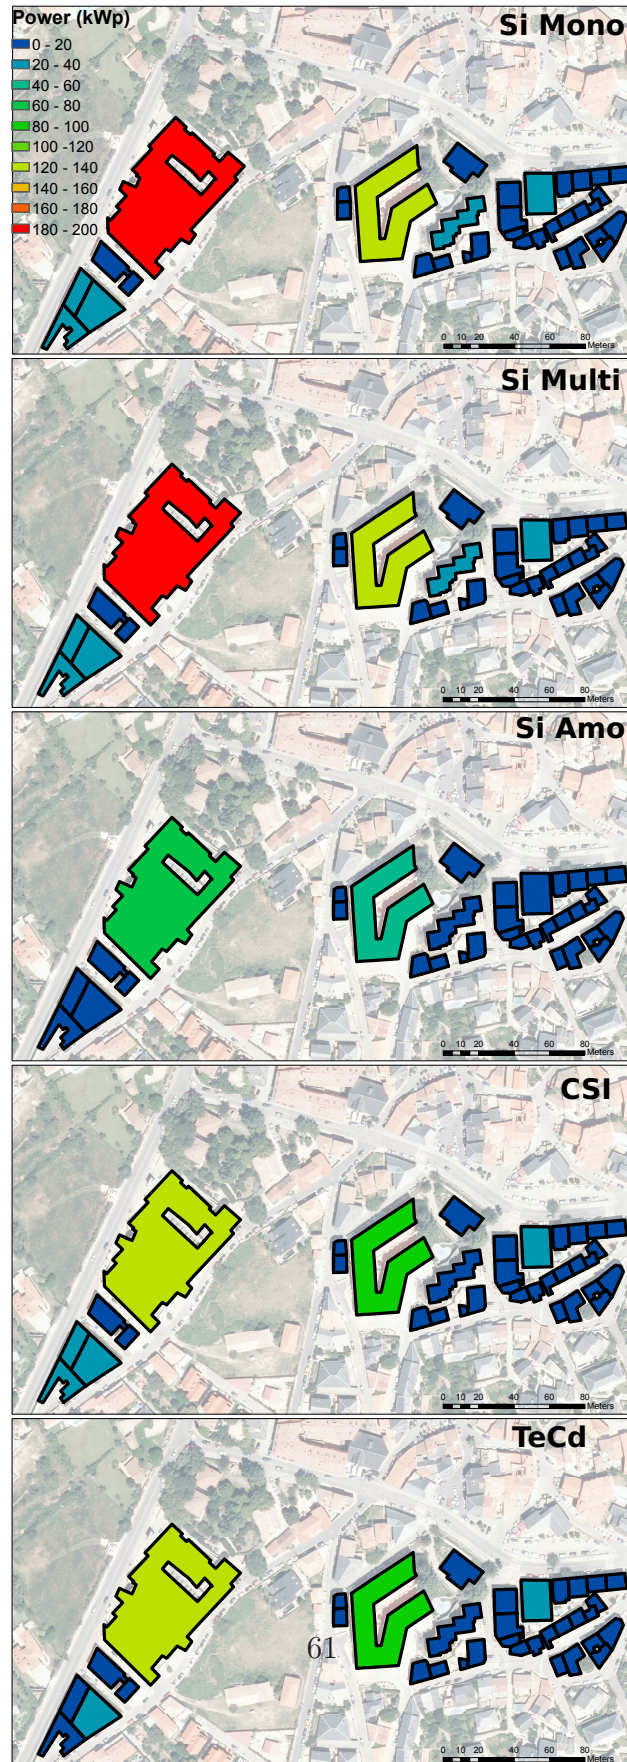 Power (kWp)
Si Mono
0 - 20
20 - 40
40 - 60
60 - 80
80 - 100
100 -120
120 - 140
140 - 160
160 - 180
180 - 200
0 10 20 40 60 80
Meters
Si Multi
0 10 20 40 60 80
Meters
Si Amo
0 10 20 40 60 80
Meters
CSI
0 10 20 40 60 80
Meters
TeCd
61
0 10 20 40 60 80
Meters